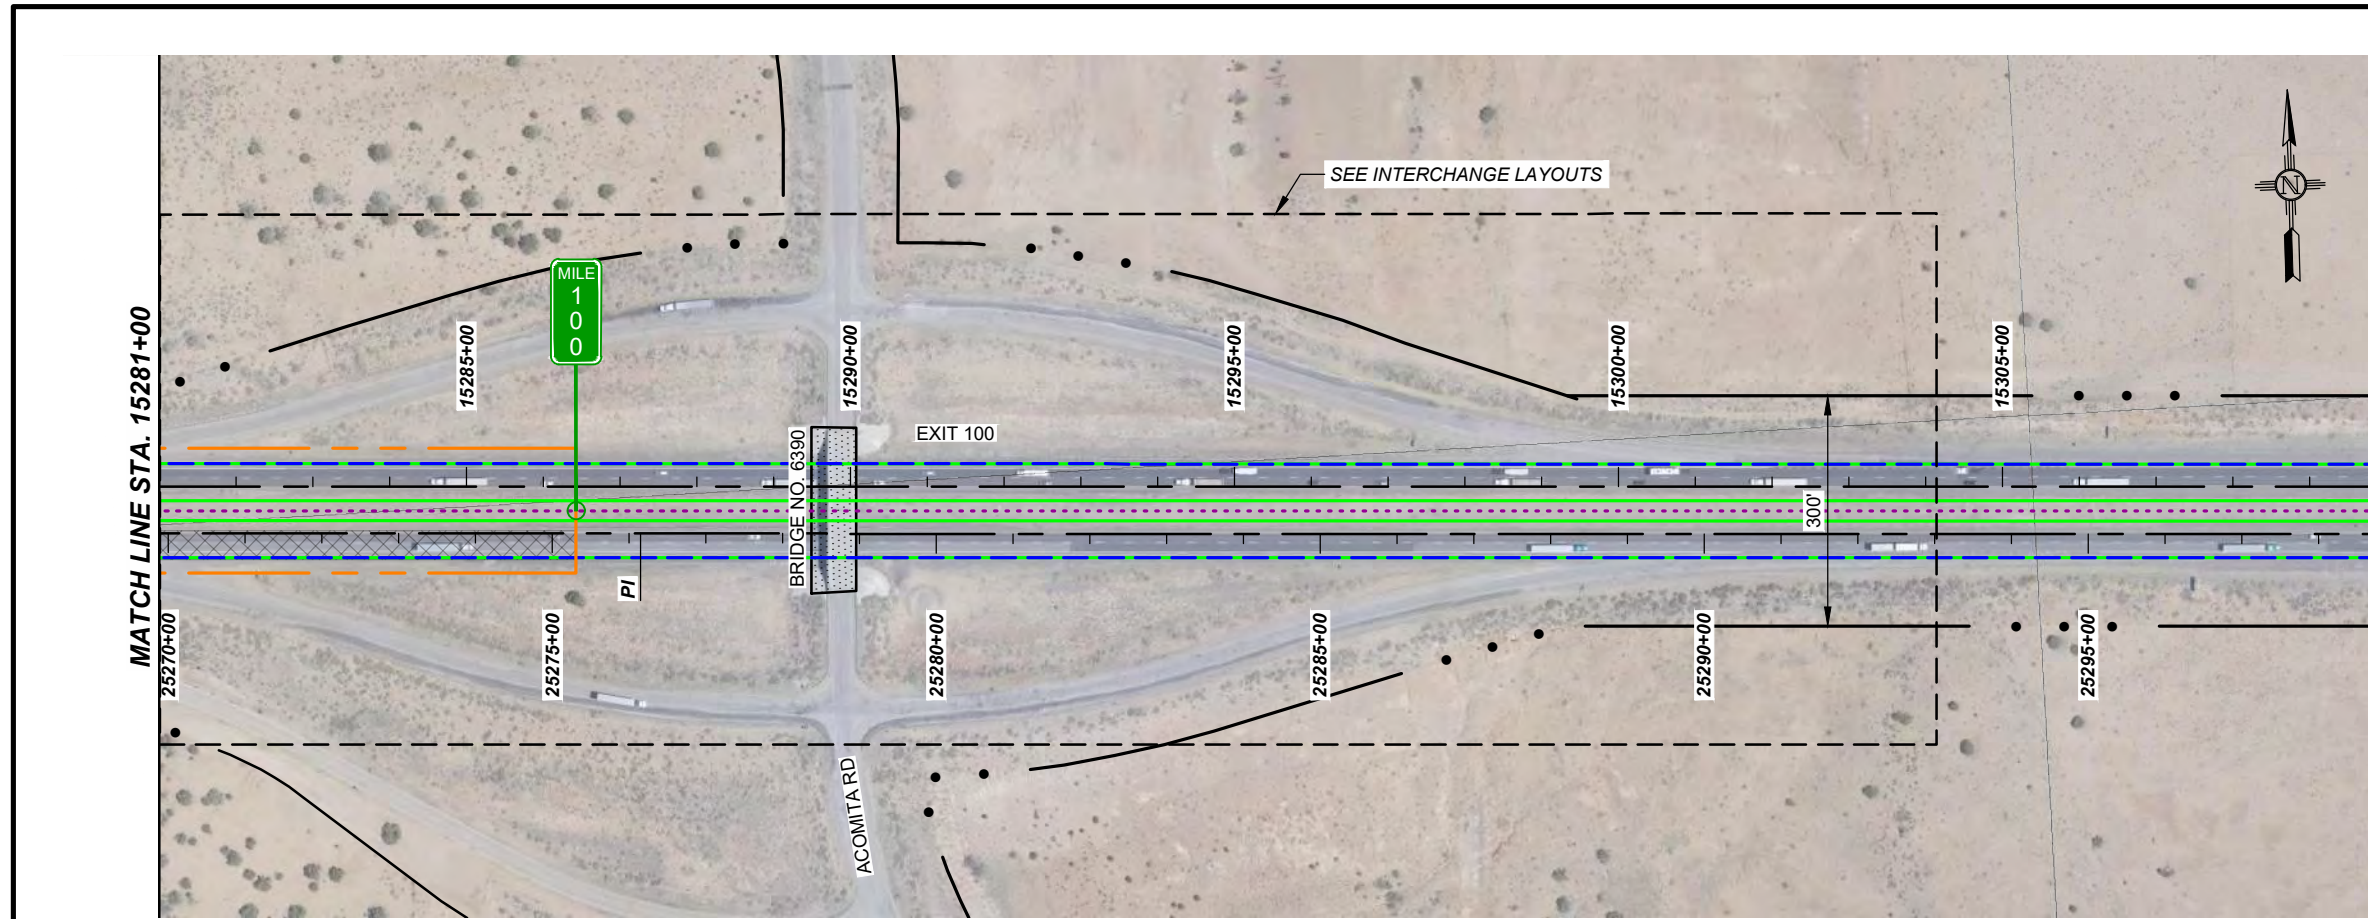 SEE INTERCHANGE LAYOUTS
N
MILE
1
0
0
MATCH LINE STA. 15281+00
15285+00
15290+00
15295+00
15300+00
15305+00
EXIT 100
BRIDGE NO. 6390
300'
PI
25270+00
25275+00
25280+00
25285+00
25290+00
25295+00
ACOMITA RD